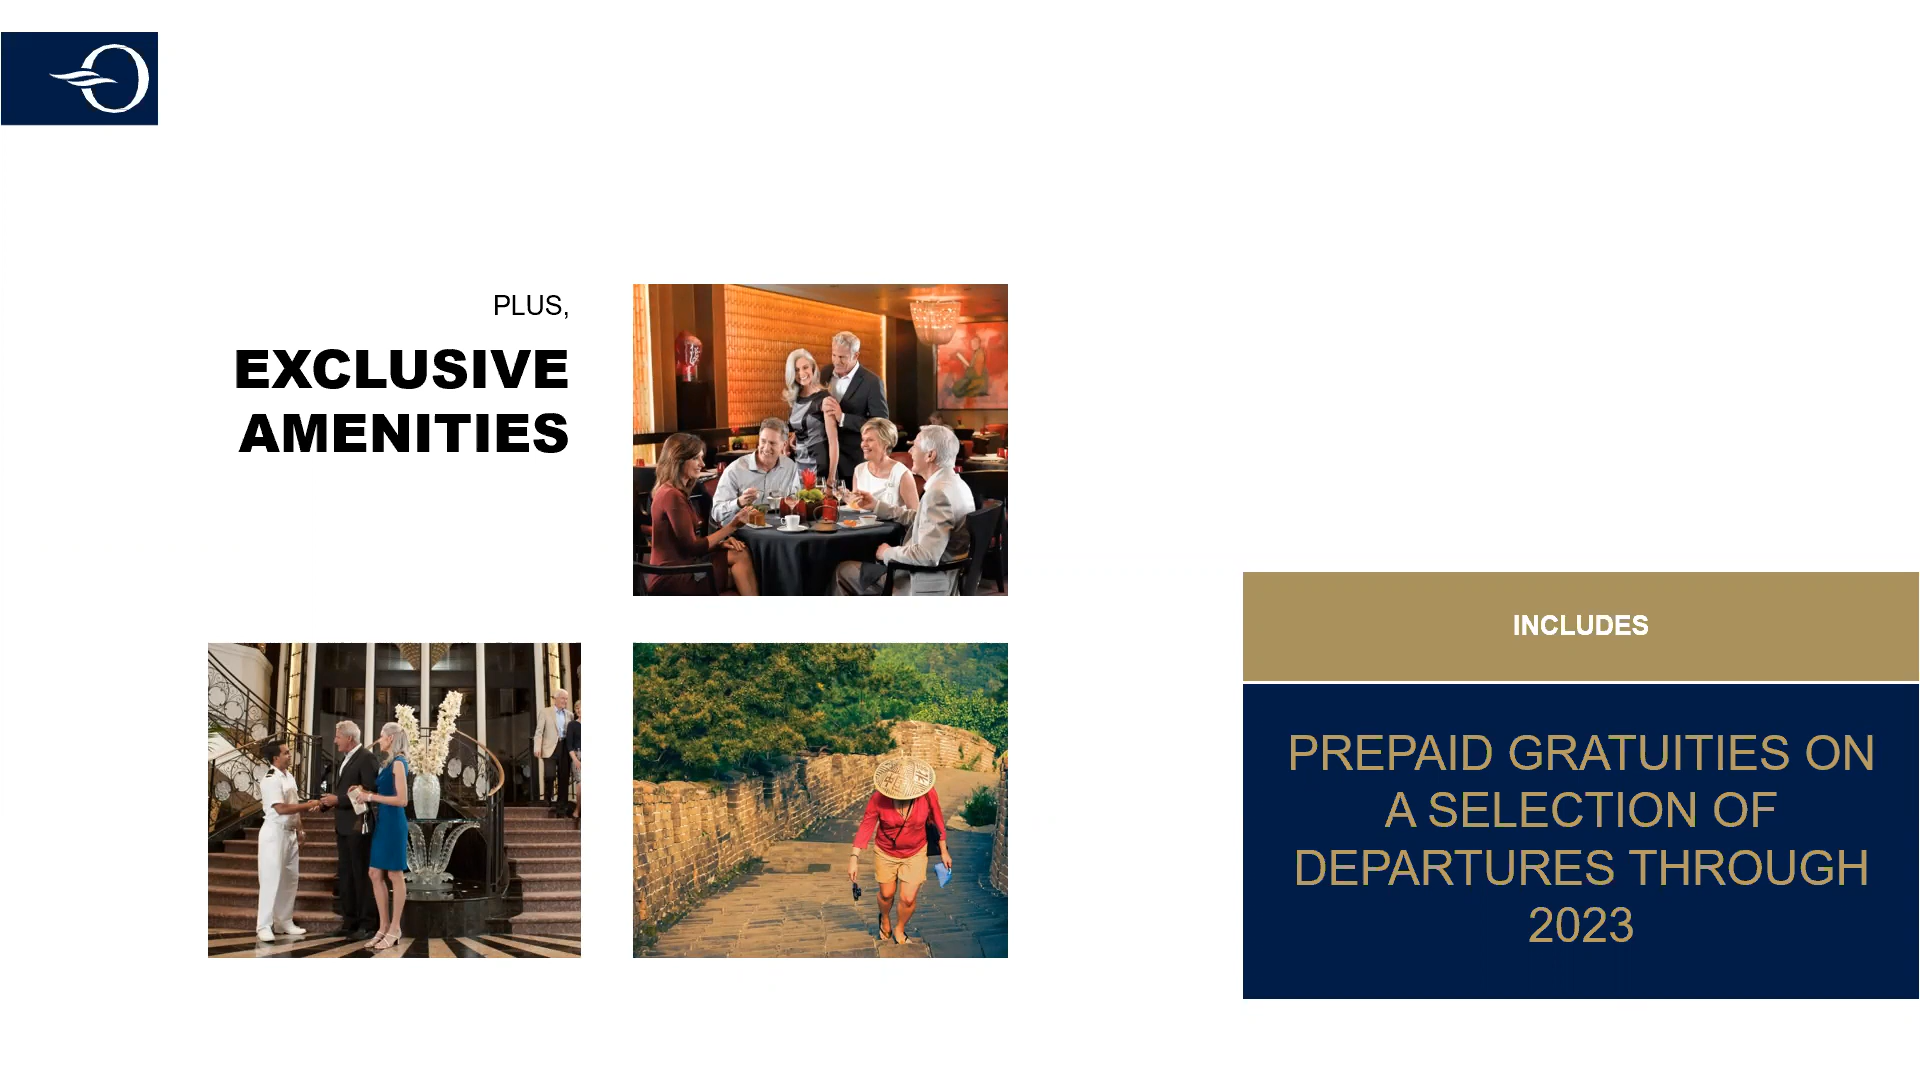 PLUS,
EXCLUSIVE
AMENITIES
INCLUDES
PREPAID GRATUITIES ON
A SELECTION OF
DEPARTURES THROUGH
2023